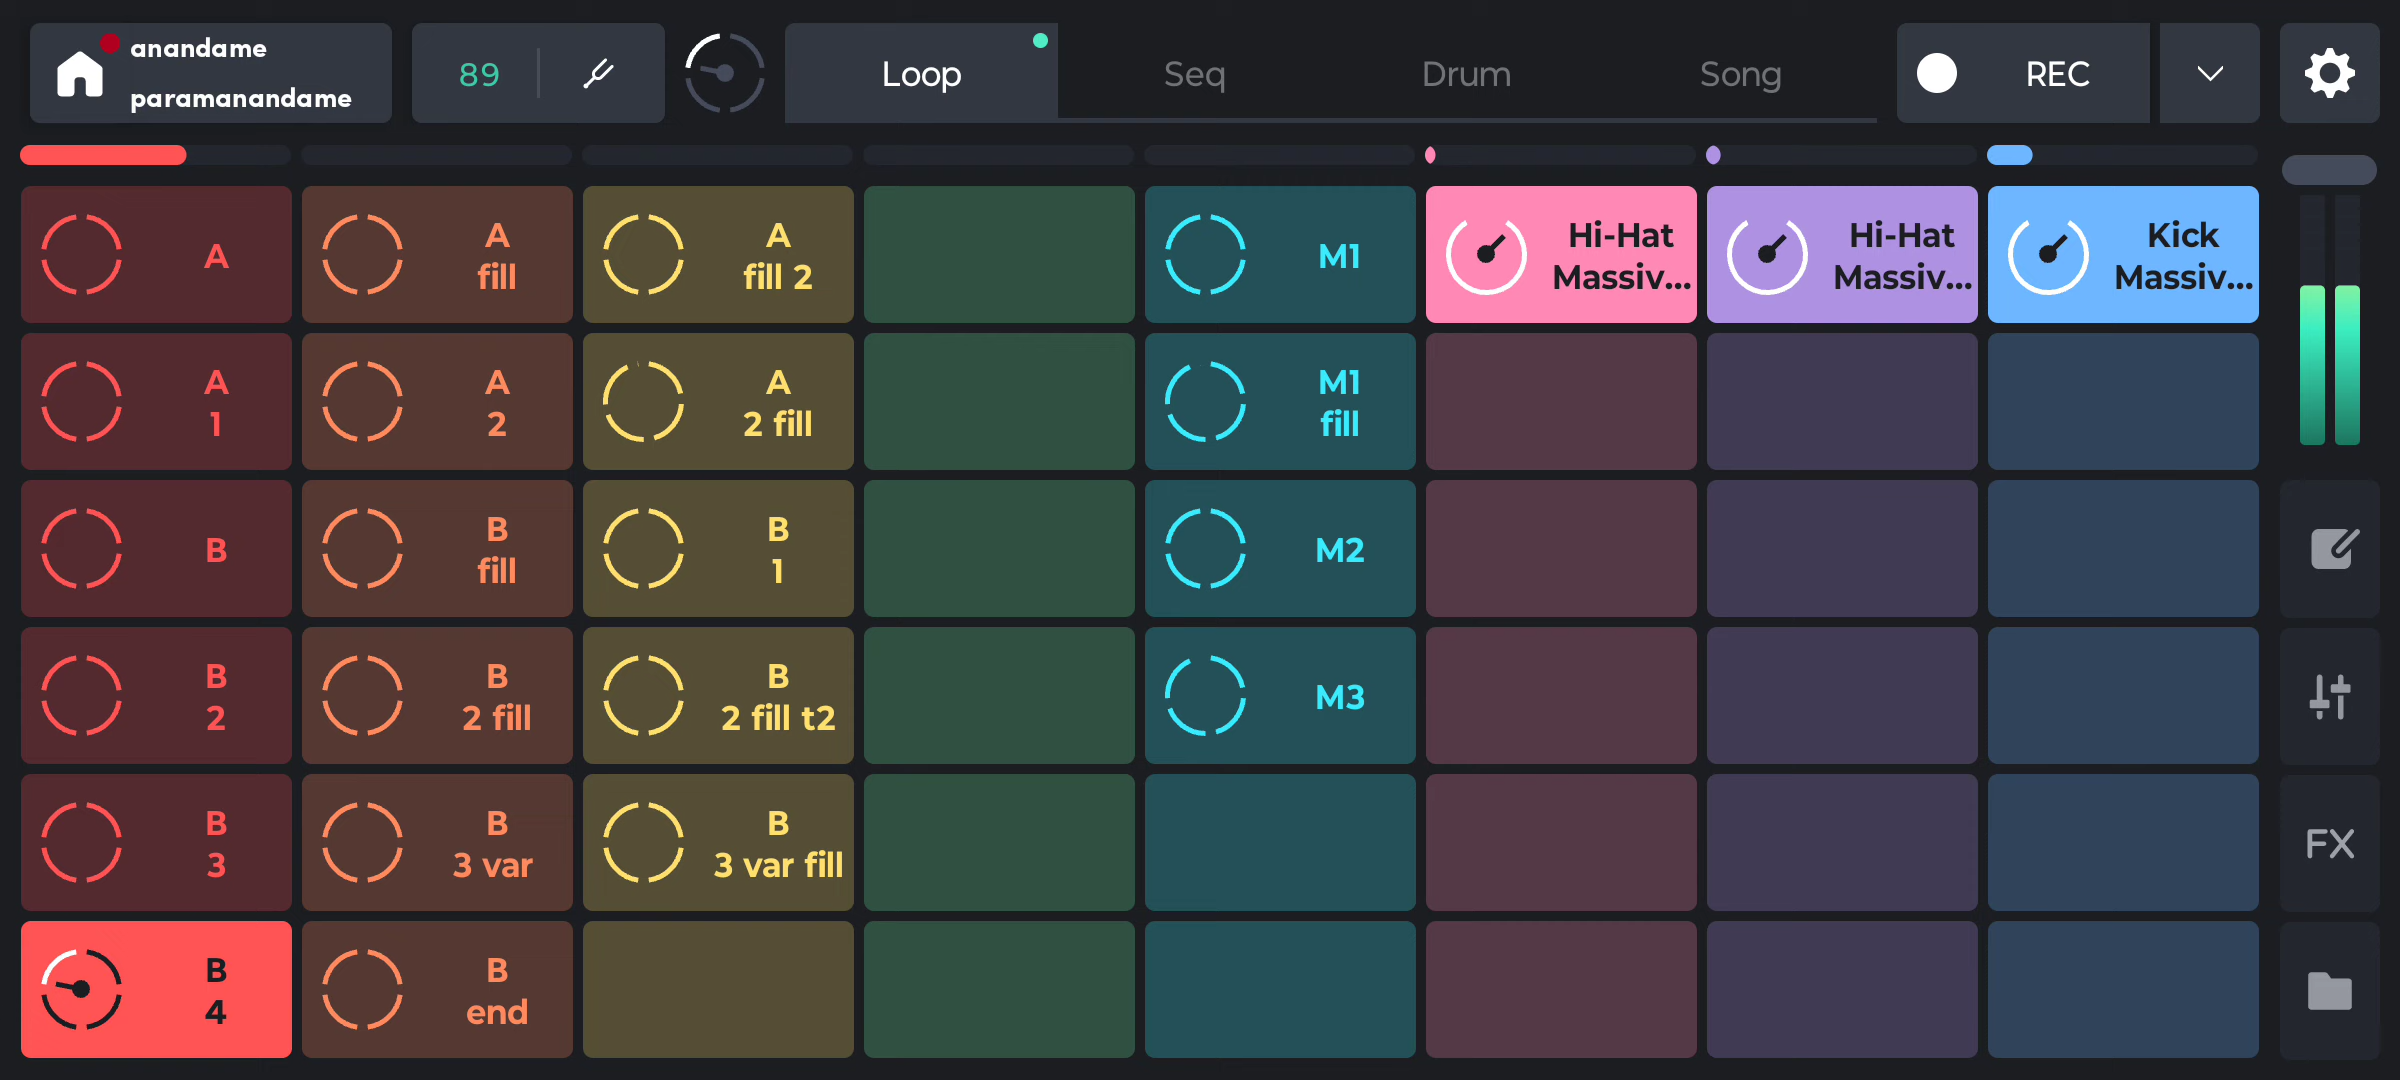 anandame
paramanandame
89
Loop
Seq
Drum
Song
REC
A
A
fill
A
fill 2
M1
Hi-Hat
Massiv...
Hi-Hat
Massiv...
Kick
Massiv...
A
1
A
2
A
2 fill
M1
fill
B
B
fill
B
1
M2
B
2
B
2 fill
B
2 fill t2
M3
B
3
B
3 var
B
3 var fill
FX
B
4
B
end